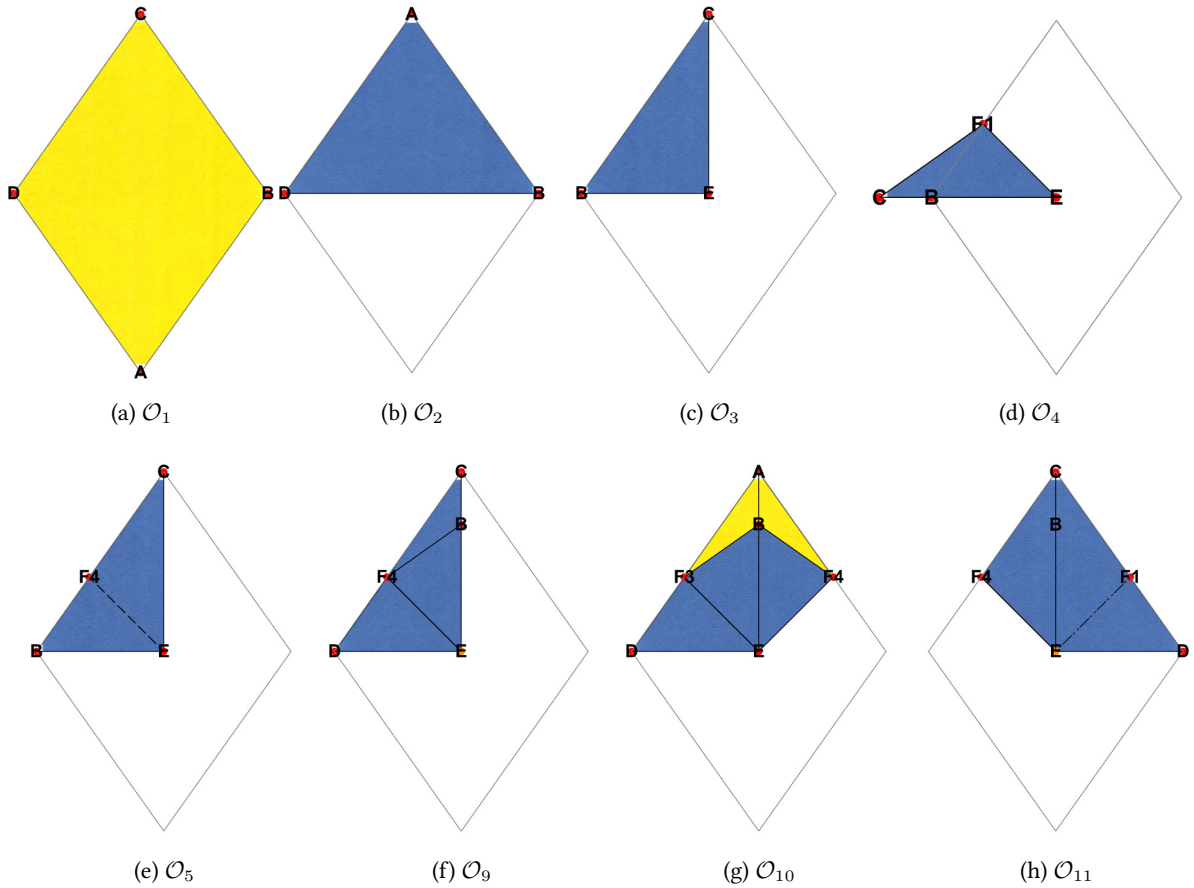 C A C
F1
D B D B B E C B E
A
(a) 𝒪₁ (b) 𝒪₂ (c) 𝒪₃ (d) 𝒪₄
C C A C
B B B
F4 F4 F3 F4 F4 F1
B E D E D E E D
(e) 𝒪₅ (f) 𝒪₉ (g) 𝒪₁₀ (h) 𝒪₁₁